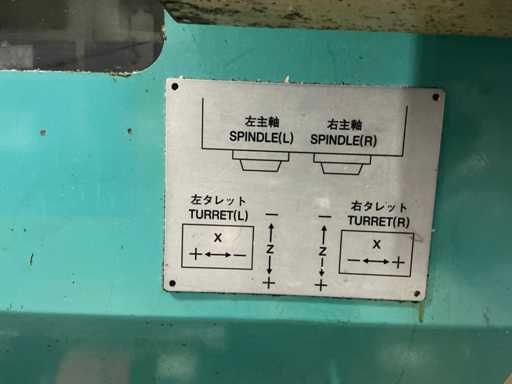 左主軸
SPINDLE(L)
右主軸
SPINDLE(R)
左タレット
TURRET(L)
右タレット
TURRET(R)
X
+ ↔ −
− Z +
− Z +
X
− ↔ +